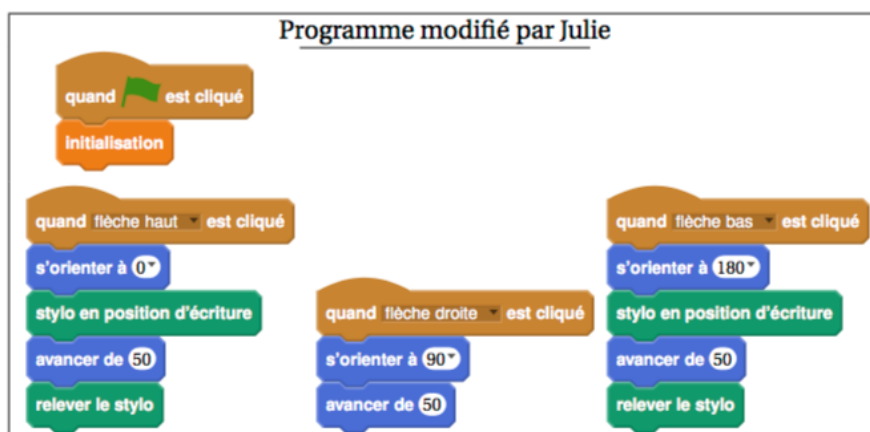 Programme modifié par Julie
quand est cliqué
initialisation
quand flèche haut est cliqué
s'orienter à 0
stylo en position d'écriture
avancer de 50
relever le stylo
quand flèche droite est cliqué
s'orienter à 90
avancer de 50
quand flèche bas est cliqué
s'orienter à 180
stylo en position d'écriture
avancer de 50
relever le stylo